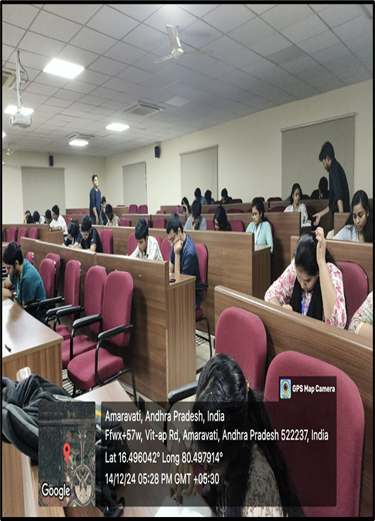 GPS Map Camera
Amaravati, Andhra Pradesh, India
Ffwx+57w, Vit-ap Rd, Amaravati, Andhra Pradesh 522237, India
Lat 16.496042° Long 80.497914°
14/12/24 05:28 PM GMT +05:30
Google